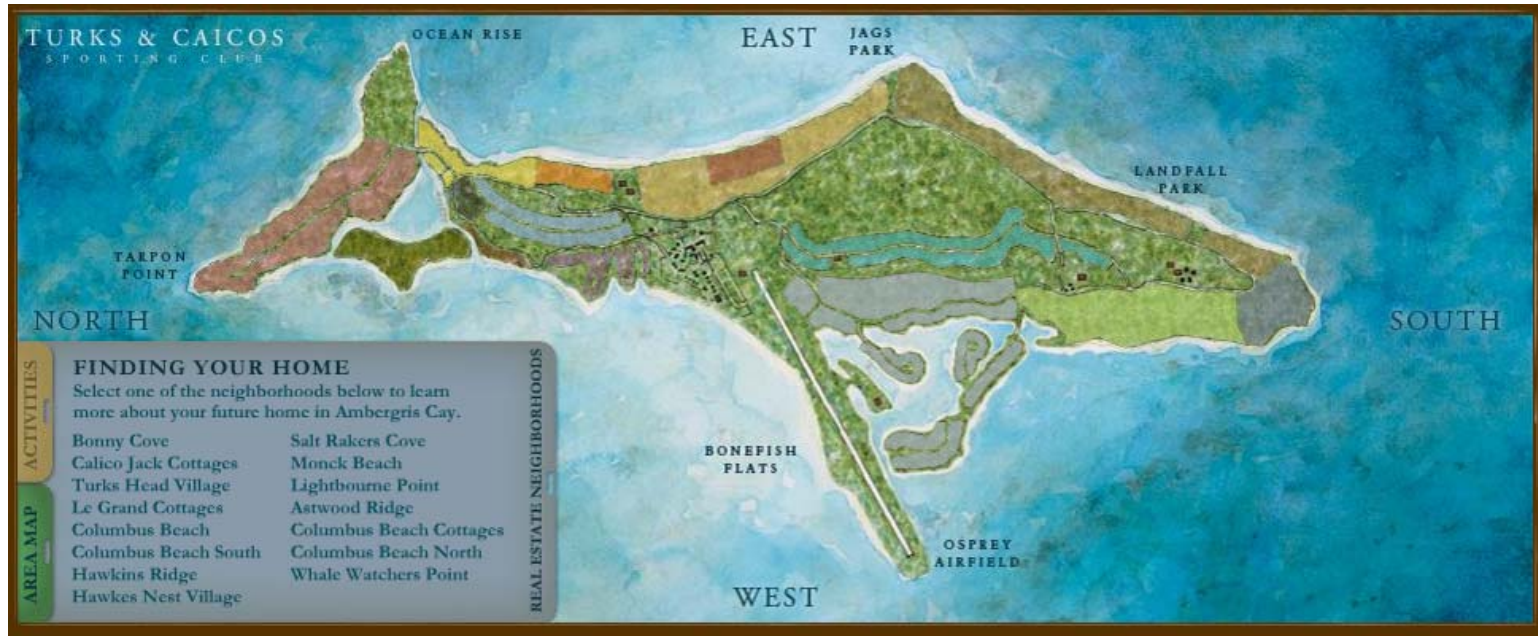 TURKS & CAICOS
SPORTING CLUB
OCEAN RISE
EAST
JAGS
PARK
LANDFALL
PARK
TARPON
POINT
NORTH
SOUTH
BONEFISH
FLATS
OSPREY
AIRFIELD
WEST
ACTIVITIES
AREA MAP
FINDING YOUR HOME
Select one of the neighborhoods below to learn
more about your future home in Ambergris Cay.
Bonny Cove
Calico Jack Cottages
Turks Head Village
Le Grand Cottages
Columbus Beach
Columbus Beach South
Hawkins Ridge
Hawkes Nest Village
Salt Rakers Cove
Monck Beach
Lightbourne Point
Astwood Ridge
Columbus Beach Cottages
Columbus Beach North
Whale Watchers Point
REAL ESTATE NEIGHBORHOODS